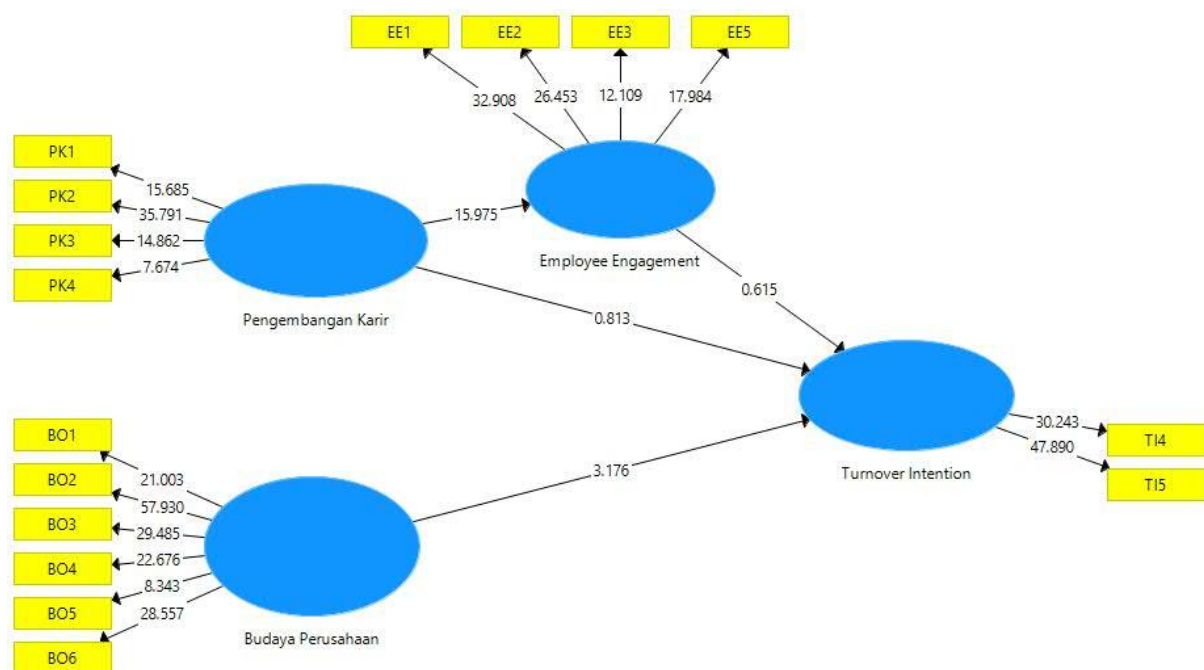 EE1
EE2
EE3
EE5
32.908
26.453
12.109
17.984
PK1
PK2
PK3
PK4
15.685
35.791
14.862
7.674
15.975
Employee Engagement
Pengembangan Karir
0.615
0.813
BO1
BO2
BO3
BO4
BO5
BO6
21.003
57.930
29.485
22.676
8.343
28.557
3.176
Budaya Perusahaan
Turnover Intention
30.243
47.890
TI4
TI5